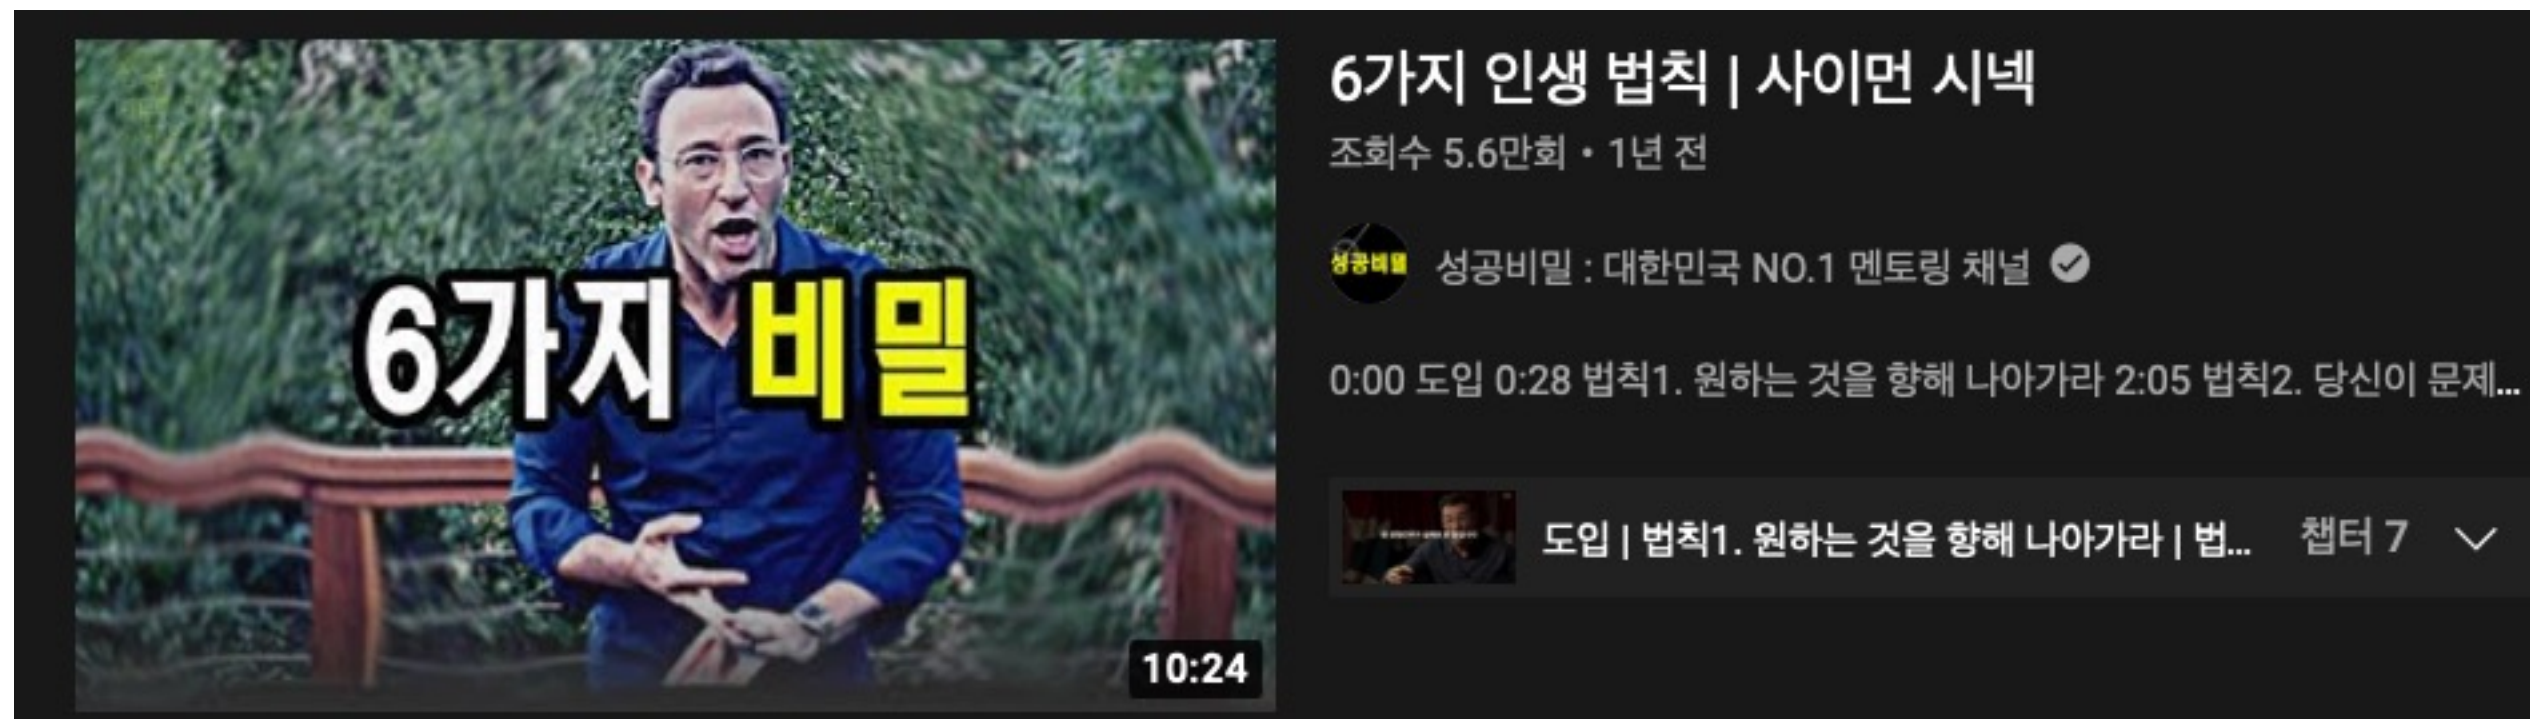 6가지 비밀
10:24
6가지 인생 법칙 | 사이먼 시넥
조회수 5.6만회 • 1년 전
성공비밀
성공비밀 : 대한민국 NO.1 멘토링 채널
0:00 도입 0:28 법칙1. 원하는 것을 향해 나아가라 2:05 법칙2. 당신이 문제...
도입 | 법칙1. 원하는 것을 향해 나아가라 | 법...
챕터 7